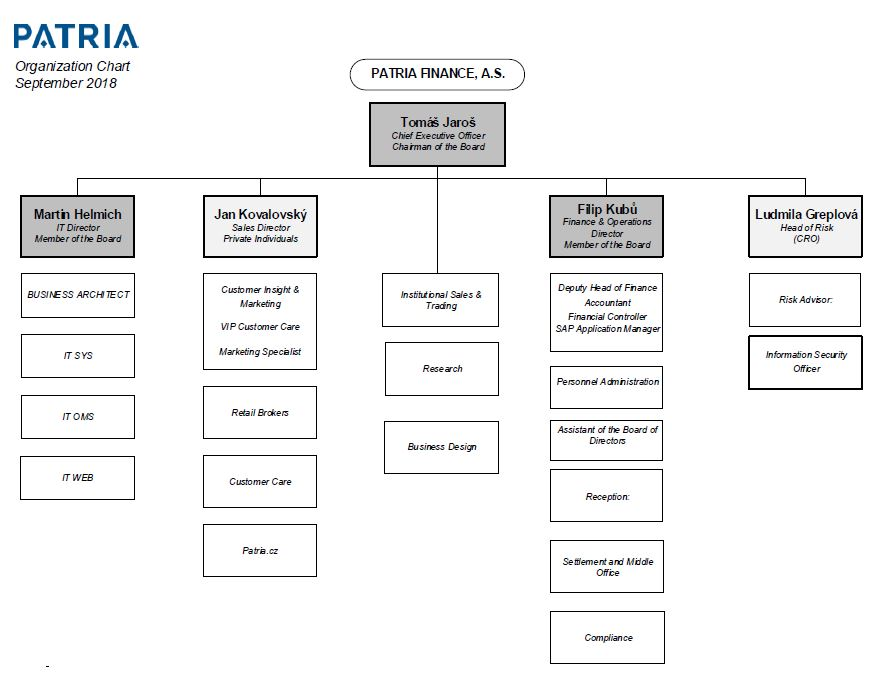 PATRIA
Organization Chart
September 2018
PATRIA FINANCE, A.S.
Tomáš Jaroš
Chief Executive Officer
Chairman of the Board
Martin Helmich
IT Director
Member of the Board
Jan Kovalovský
Sales Director
Private Individuals
Filip Kubů
Finance & Operations
Director
Member of the Board
Ludmila Greplová
Head of Risk
(CRO)
BUSINESS ARCHITECT
IT SYS
IT OMS
IT WEB
Customer Insight &
Marketing
VIP Customer Care
Marketing Specialist
Retail Brokers
Customer Care
Patria.cz
Institutional Sales &
Trading
Research
Business Design
Deputy Head of Finance
Accountant
Financial Controller
SAP Application Manager
Personnel Administration
Assistant of the Board of
Directors
Reception:
Settlement and Middle
Office
Compliance
Risk Advisor:
Information Security
Officer
-